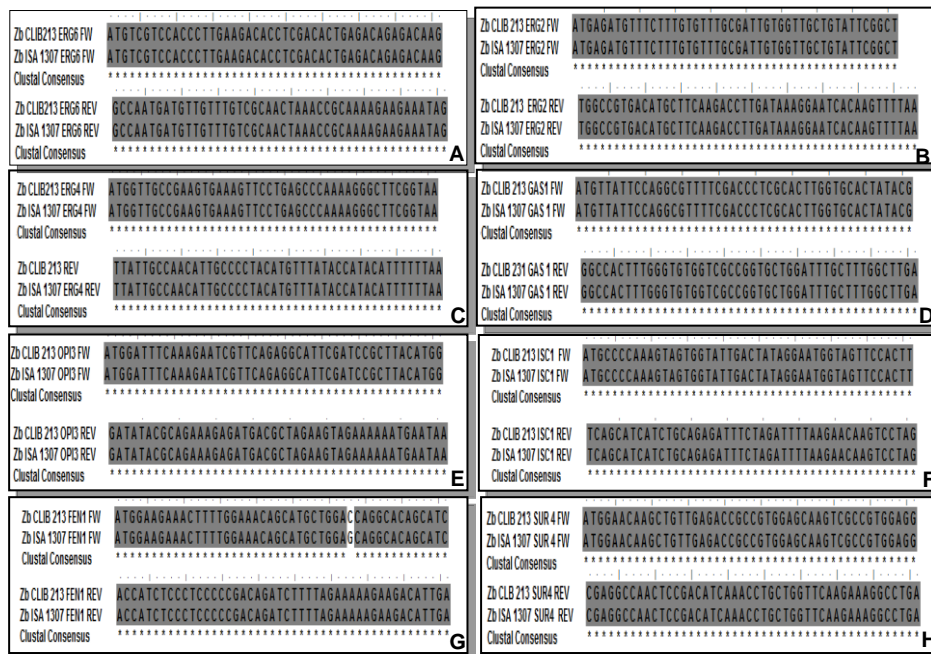 Zb CLIB213 ERG6 FW ATGTCGTCCACCCTTGAAGACACCTCGACACTGAGACAGAGACAAG
Zb ISA 1307 ERG6 FW ATGTCGTCCACCCTTGAAGACACCTCGACACTGAGACAGAGACAAG
Clustal Consensus **********************************************
Zb CLIB213 ERG6 REV GCCAATGATGTTGTTTGTCGCAACTAAACCGCAAAAGAAGAAATAG
Zb ISA 1307 ERG6 REV GCCAATGATGTTGTTTGTCGCAACTAAACCGCAAAAGAAGAAATAG
Clustal Consensus **********************************************
A
Zb CLIB 213 ERG2 FW ATGAGATGTTTCTTTGTGTTTGCGATTGTGGTTGCTGTATTCGGCT
Zb ISA 1307 ERG2 FW ATGAGATGTTTCTTTGTGTTTGCGATTGTGGTTGCTGTATTCGGCT
Clustal Consensus **********************************************
Zb CLIB 213 ERG2 REV TGGCCGTGACATGCTTCAAGACCTTGATAAAGGAATCACAAGTTTTAA
Zb ISA 1307 ERG2 REV TGGCCGTGACATGCTTCAAGACCTTGATAAAGGAATCACAAGTTTTAA
Clustal Consensus ************************************************
B
Zb CLIB213 ERG4 FW ATGGTTGCCGAAGTGAAAGTTCCTGAGCCCAAAAGGGCTTCGGTAA
Zb ISA 1307 ERG4 FW ATGGTTGCCGAAGTGAAAGTTCCTGAGCCCAAAAGGGCTTCGGTAA
Clustal Consensus **********************************************
Zb CLIB 213 REV TTATTGCCAACATTGCCCCTACATGTTTATACCATACATTTTTTAA
Zb ISA 1307 ERG4 REV TTATTGCCAACATTGCCCCTACATGTTTATACCATACATTTTTTAA
Clustal Consensus **********************************************
C
Zb CLIB 213 GAS1 FW ATGTTATTCCAGGCGTTTTCGACCCTCGCACTTGGTGCACTATACG
Zb ISA 1307 GAS 1 FW ATGTTATTCCAGGCGTTTTCGACCCTCGCACTTGGTGCACTATACG
Clustal Consensus **********************************************
Zb CLIB 231 GAS 1 REV GGCCACTTTGGGTGTGGTCGCCGGTGCTGGATTTGCTTTGGCTTGA
Zb ISA 1307 GAS 1 REV GGCCACTTTGGGTGTGGTCGCCGGTGCTGGATTTGCTTTGGCTTGA
Clustal Consensus **********************************************
D
Zb CLIB 213 OPI3 FW ATGGATTTCAAAGAATCGTTCAGAGGCATTCGATCCGCTTACATGG
Zb ISA 1307 OPI3 FW ATGGATTTCAAAGAATCGTTCAGAGGCATTCGATCCGCTTACATGG
Clustal Consensus **********************************************
Zb CLIB 213 OPI3 REV GATATACGCAGAAAGAGATGACGCTAGAAGTAGAAAAAATGAATAA
Zb ISA 1307 OPI3 REV GATATACGCAGAAAGAGATGACGCTAGAAGTAGAAAAAATGAATAA
Clustal Consensus **********************************************
E
Zb CLIB 213 ISC1 FW ATGCCCCAAAGTAGTGGTATTGACTATAGGAATGGTAGTTCCACTT
Zb ISA 1307 ISC1 FW ATGCCCCAAAGTAGTGGTATTGACTATAGGAATGGTAGTTCCACTT
Clustal Consensus **********************************************
Zb CLIB 213 ISC1 REV TCAGCATCATCTGCAGAGATTTCTAGATTTTAAGAACAAGTCCTAG
Zb ISA 1307 ISC1 REV TCAGCATCATCTGCAGAGATTTCTAGATTTTAAGAACAAGTCCTAG
Clustal Consensus **********************************************
F
Zb CLIB 213 FEN1 FW ATGGAAGAAACTTTTGGAAACAGCATGCTGGACCAGGCACAGCATC
Zb ISA 1307 FEN1 FW ATGGAAGAAACTTTTGGAAACAGCATGCTGGAGCAGGCACAGCATC
Clustal Consensus ******************************** *************
Zb CLIB 213 FEN1 REV ACCATCTCCCTCCCCCGACAGATCTTTTAGAAAAAGAAGACATTGA
Zb ISA 1307 FEN1 REV ACCATCTCCCTCCCCCGACAGATCTTTTAGAAAAAGAAGACATTGA
Clustal Consensus **********************************************
G
Zb CLIB 213 SUR 4 FW ATGGAACAAGCTGTTGAGACCGCCGTGGAGCAAGTCGCCGTGGAGG
Zb ISA 1307 SUR 4 FW ATGGAACAAGCTGTTGAGACCGCCGTGGAGCAAGTCGCCGTGGAGG
Clustal Consensus **********************************************
Zb CLB 213 SUR4 REV CGAGGCCAACTCCGACATCAAACCTGCTGGTTCAAGAAAGGCCTGA
Zb ISA 1307 SUR4 REV CGAGGCCAACTCCGACATCAAACCTGCTGGTTCAAGAAAGGCCTGA
Clustal Consensus **********************************************
H